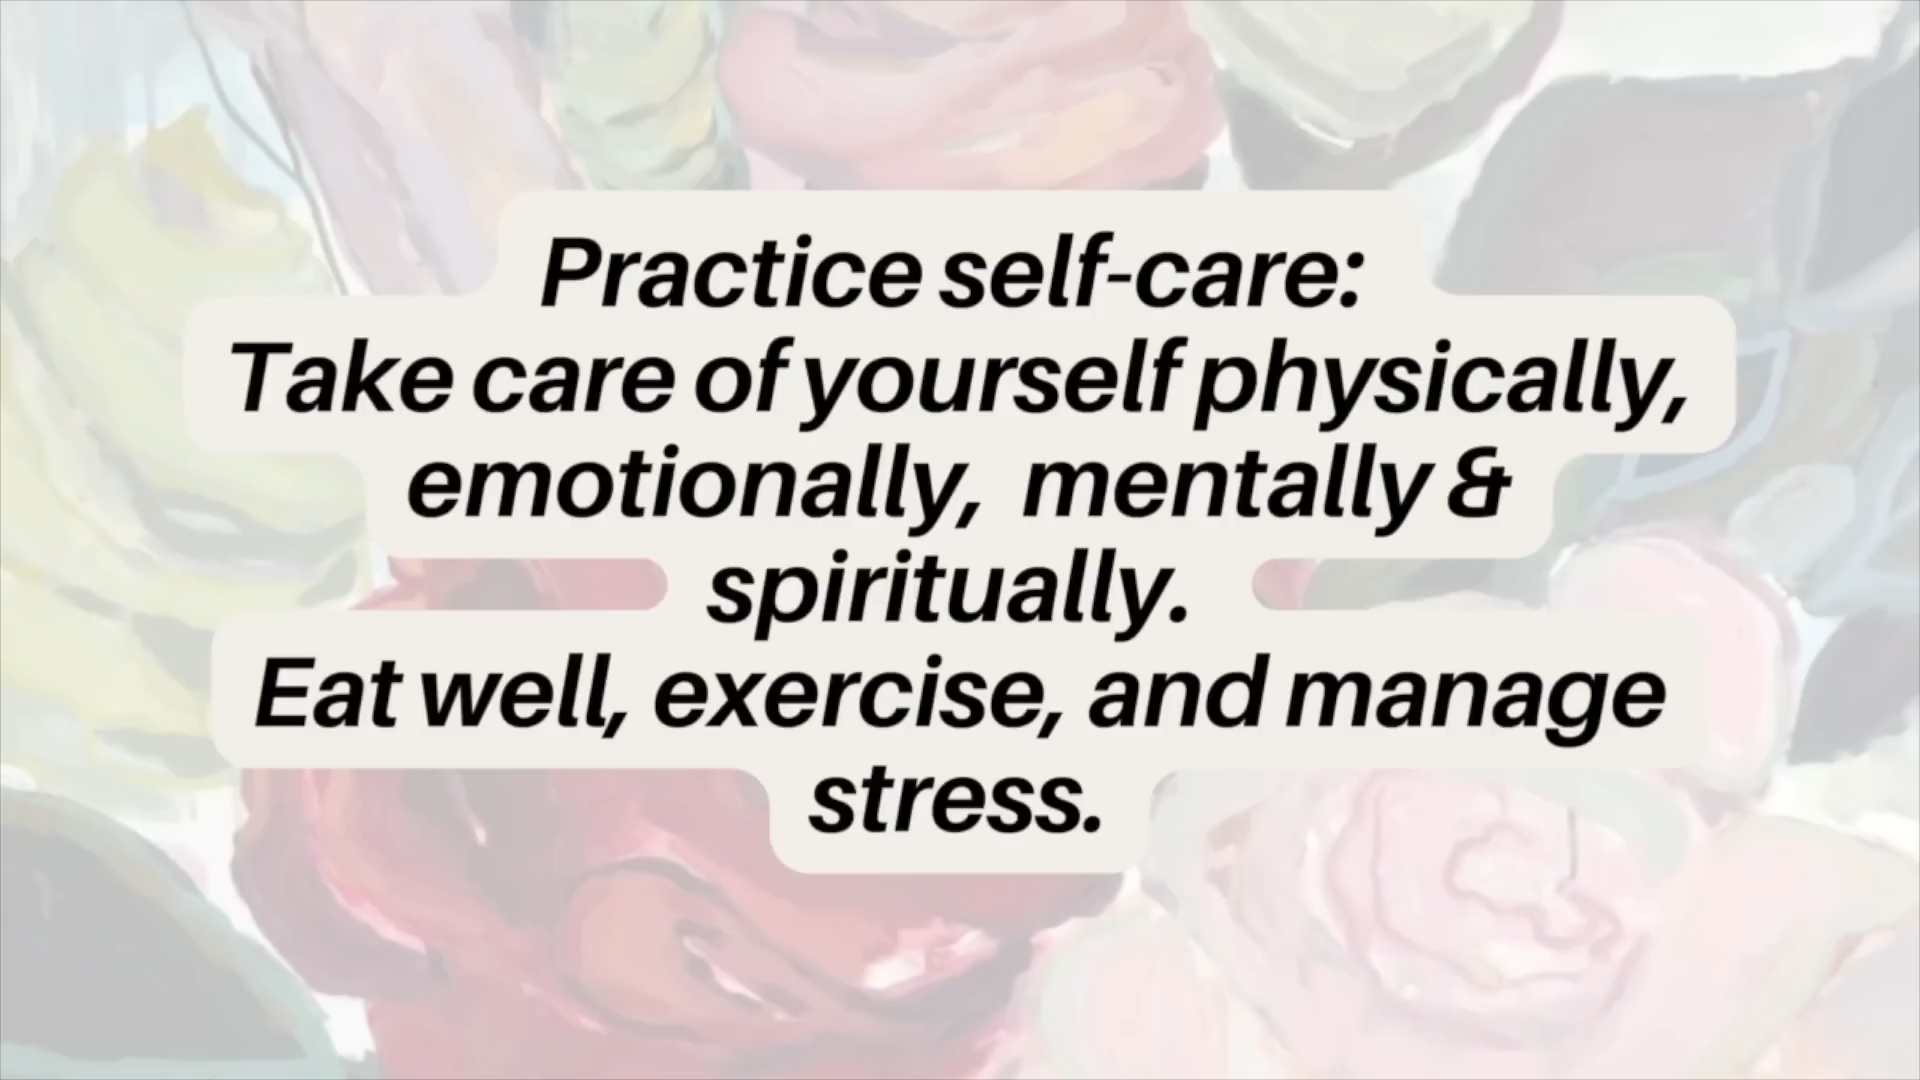 Practice self-care:
Take care of yourself physically,
emotionally,  mentally &
spiritually.
Eat well, exercise, and manage
stress.